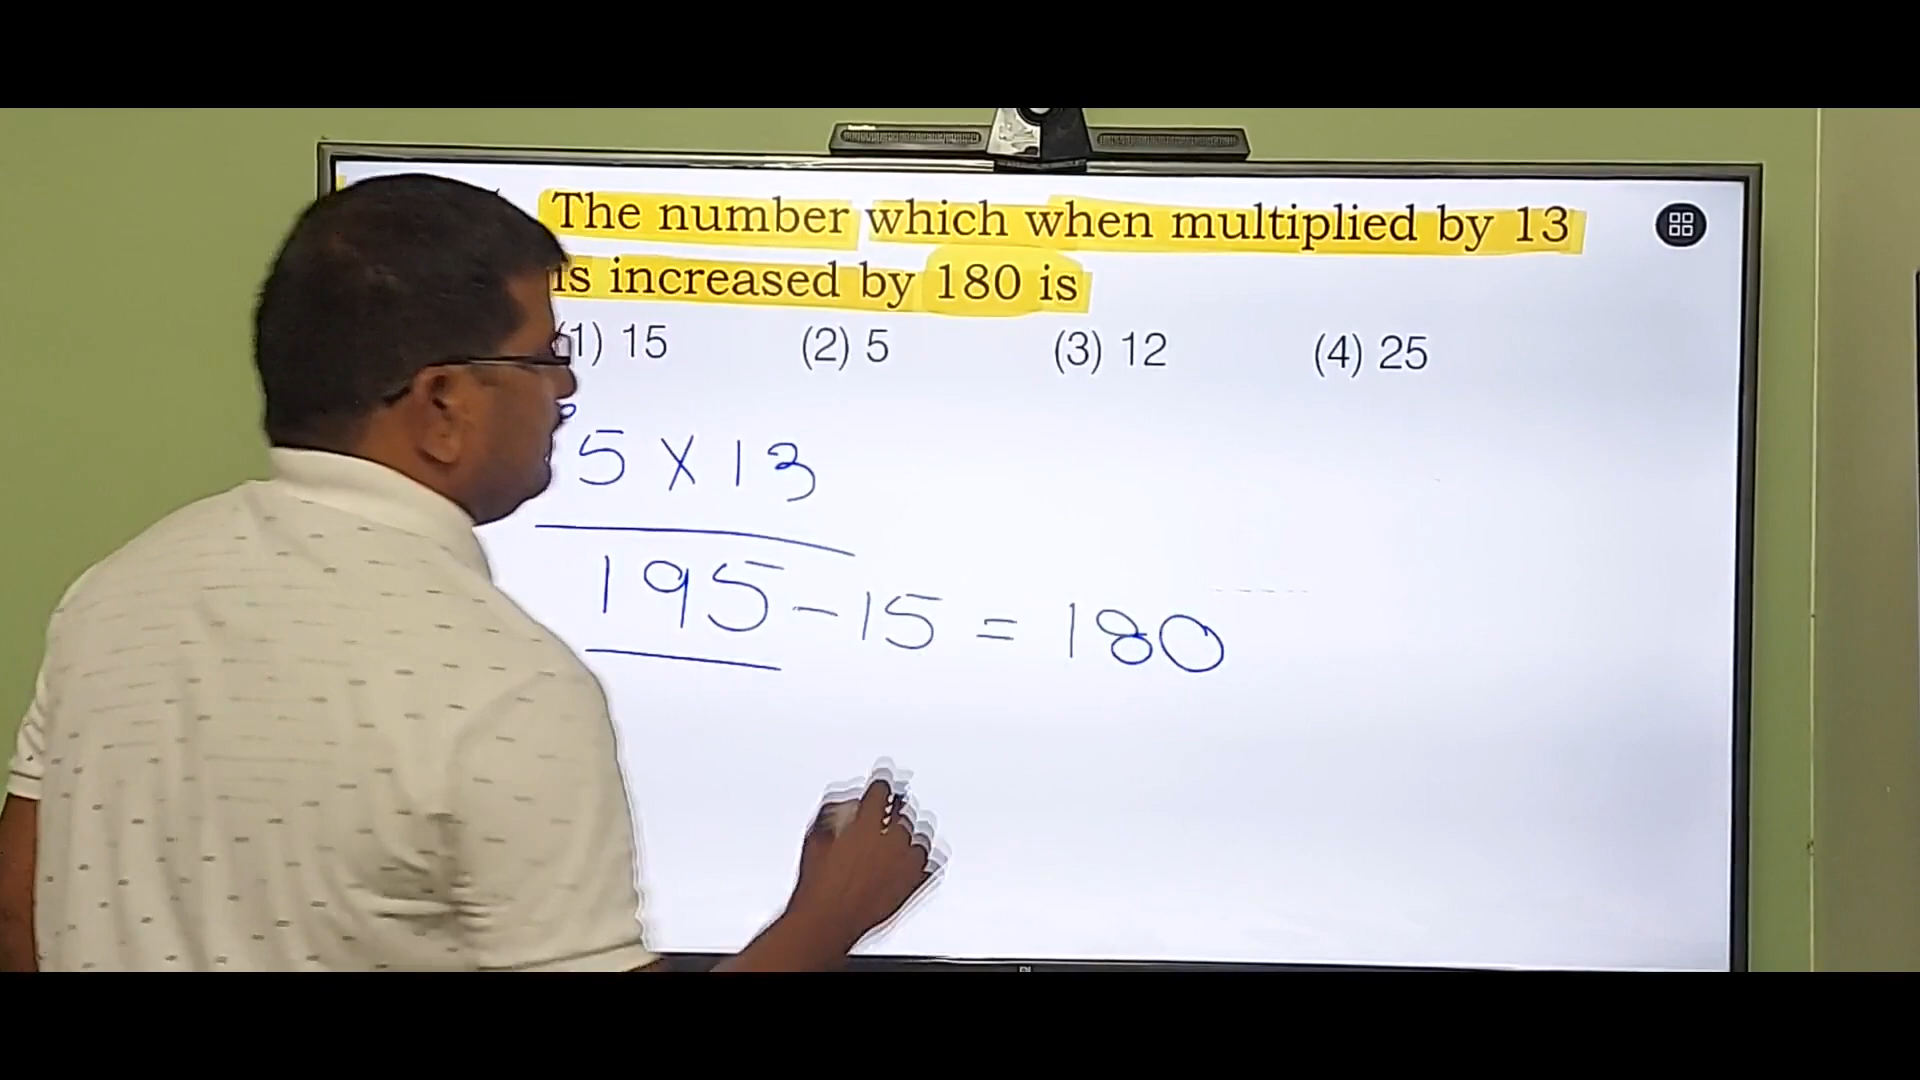 The number which when multiplied by 13
is increased by 180 is
(1) 15 (2) 5 (3) 12 (4) 25
5 X 13
195 - 15 = 180